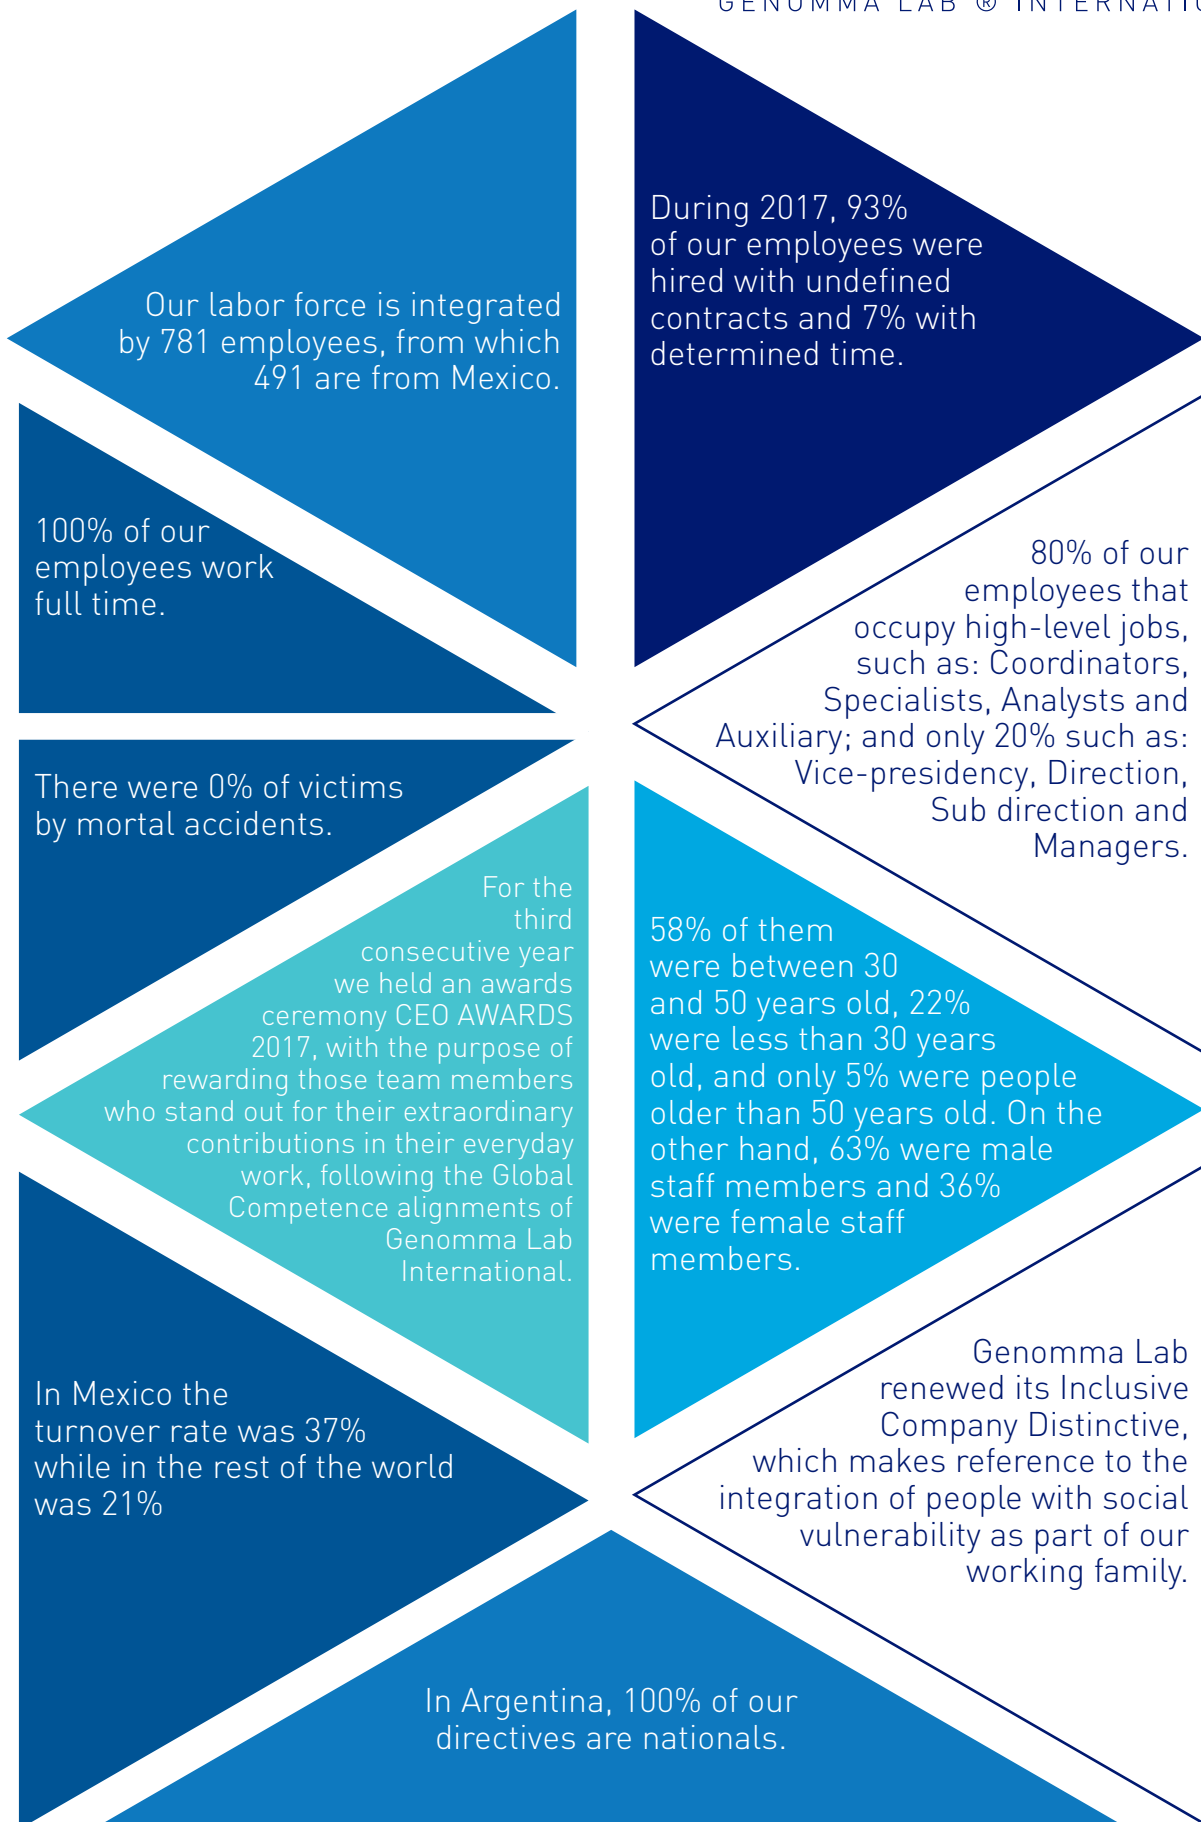 GENOMMA LAB ® INTERNATIO
Our labor force is integrated
by 781 employees, from which
491 are from Mexico.
During 2017, 93%
of our employees were
hired with undefined
contracts and 7% with
determined time.
100% of our
employees work
full time.
80% of our
employees that
occupy high-level jobs,
such as: Coordinators,
Specialists, Analysts and
Auxiliary; and only 20% such as:
Vice-presidency, Direction,
Sub direction and
Managers.
There were 0% of victims
by mortal accidents.
For the
third
consecutive year
we held an awards
ceremony CEO AWARDS
2017, with the purpose of
rewarding those team members
who stand out for their extraordinary
contributions in their everyday
work, following the Global
Competence alignments of
Genomma Lab
International.
58% of them
were between 30
and 50 years old, 22%
were less than 30 years
old, and only 5% were people
older than 50 years old. On the
other hand, 63% were male
staff members and 36%
were female staff
members.
In Mexico the
turnover rate was 37%
while in the rest of the world
was 21%
Genomma Lab
renewed its Inclusive
Company Distinctive,
which makes reference to the
integration of people with social
vulnerability as part of our
working family.
In Argentina, 100% of our
directives are nationals.